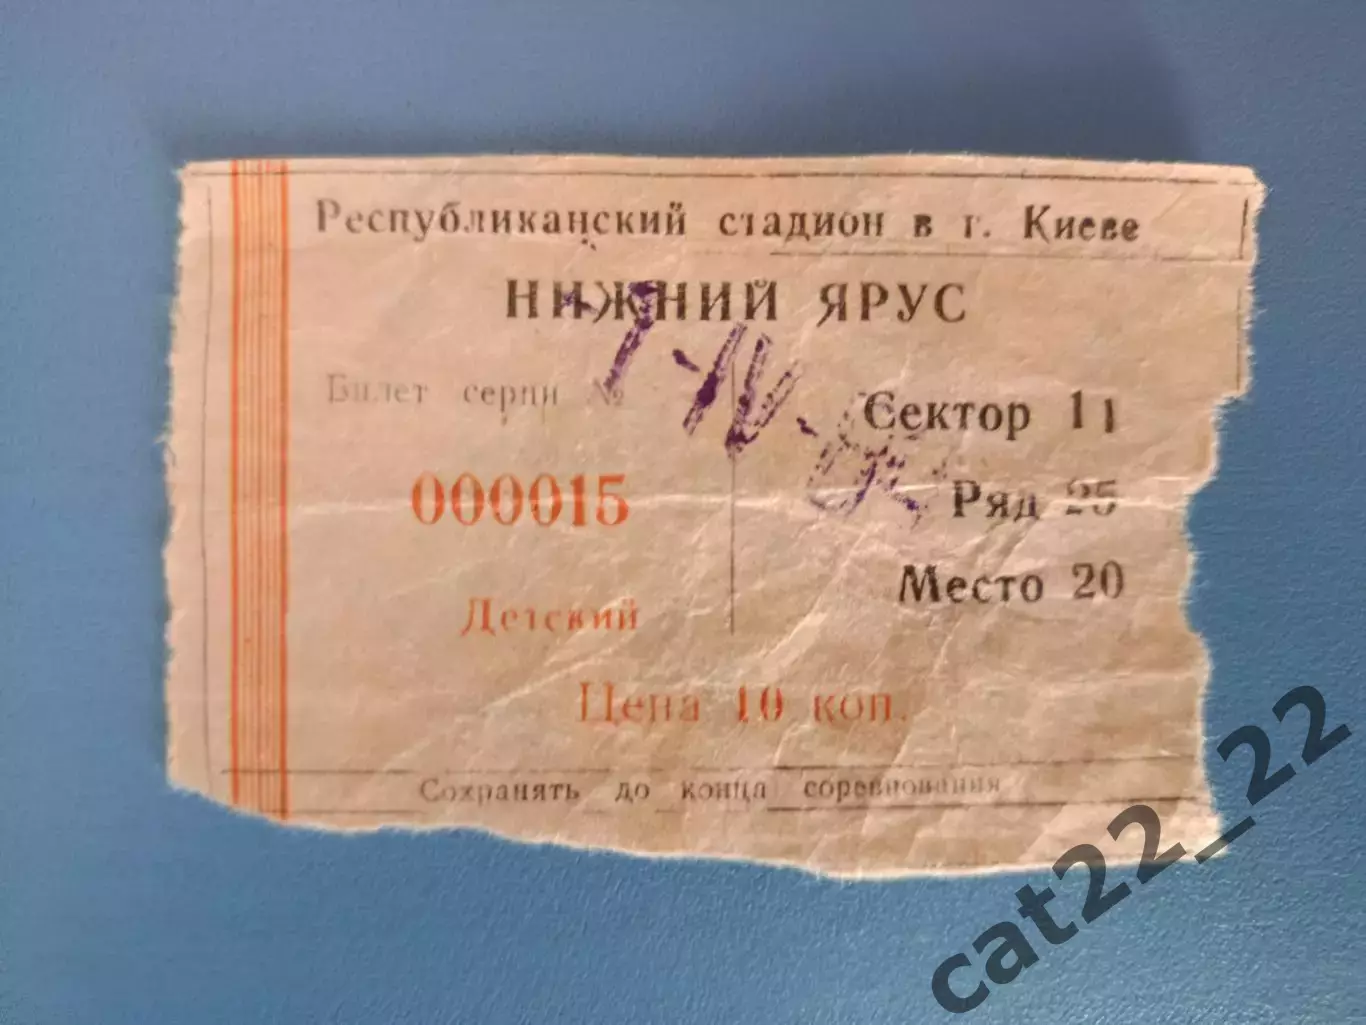 Республиканский стадион в г. Киеве
НИЖНИЙ ЯРУС
Билет серии №
000015
Детский
Цена 10 коп.
Сектор 11
Ряд 25
Место 20
Сохранять до конца соревнования
cat22_22